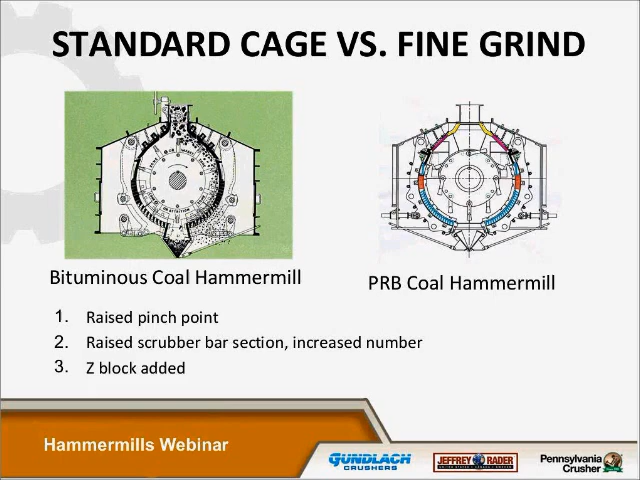 STANDARD CAGE VS. FINE GRIND
Bituminous Coal Hammermill
PRB Coal Hammermill
1. Raised pinch point
2. Raised scrubber bar section, increased number
3. Z block added
Hammermills Webinar
GUNDLACH
CRUSHERS
JEFFREY RADER
Pennsylvania
Crusher